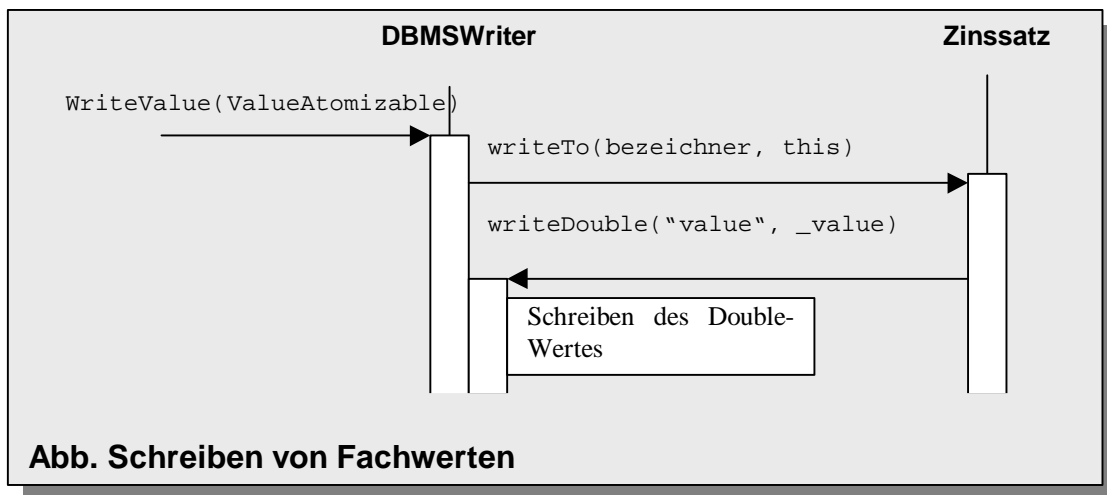 DBMSWriter
Zinssatz
WriteValue(ValueAtomizable)
writeTo(bezeichner, this)
writeDouble(“value“, _value)
Schreiben des Double-
Wertes
Abb. Schreiben von Fachwerten